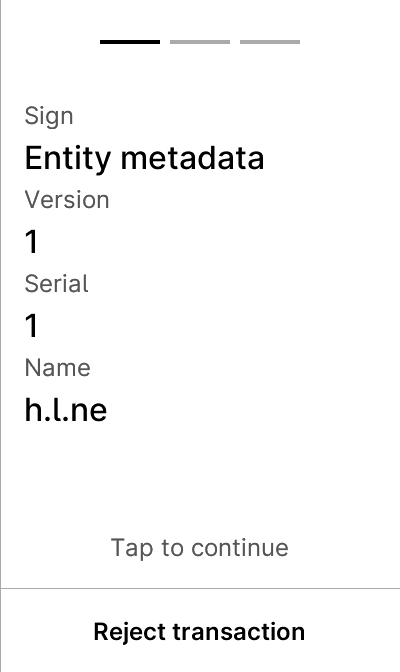 Sign
Entity metadata
Version
1
Serial
1
Name
h.l.ne
Tap to continue
Reject transaction